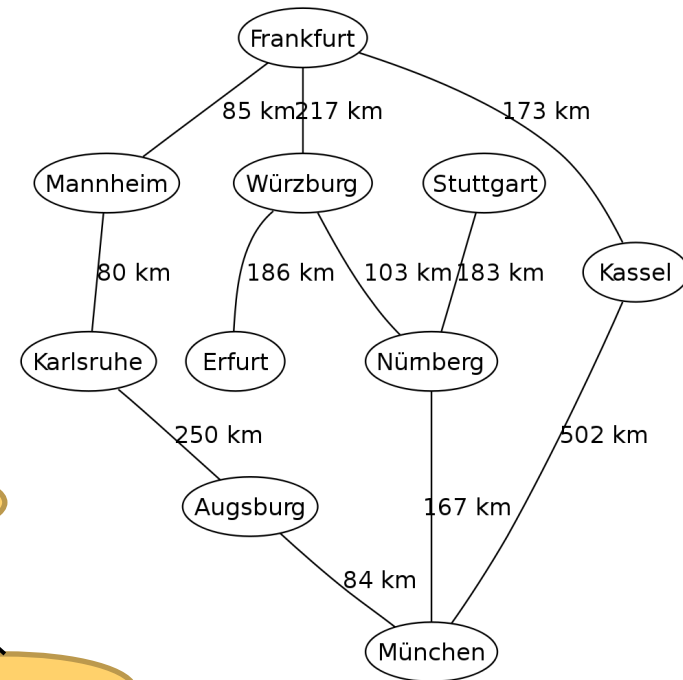 Frankfurt
85 km
217 km
173 km
Mannheim
Würzburg
Stuttgart
Kassel
80 km
186 km
103 km
183 km
Karlsruhe
Erfurt
Nürnberg
250 km
502 km
Augsburg
167 km
84 km
München